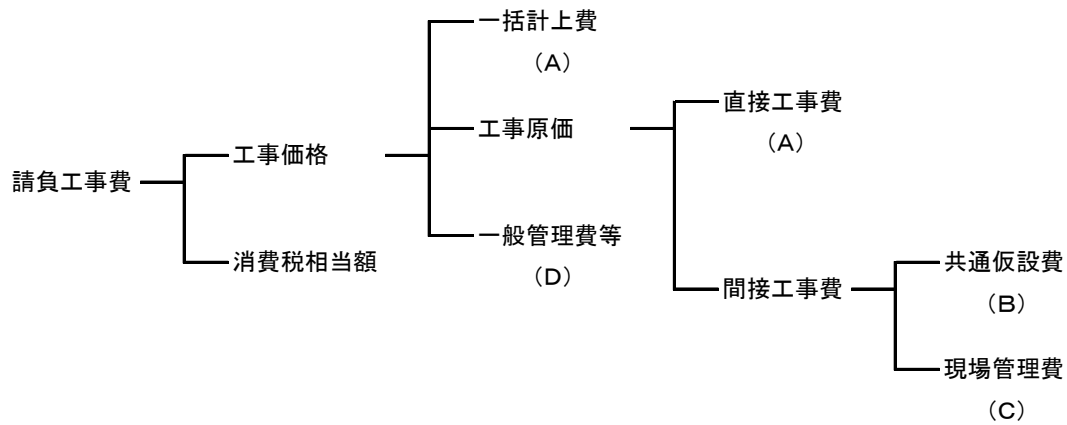 一括計上費
（A）
直接工事費
（A）
工事原価
工事価格
請負工事費
一般管理費等
（D）
消費税相当額
共通仮設費
（B）
間接工事費
現場管理費
（C）